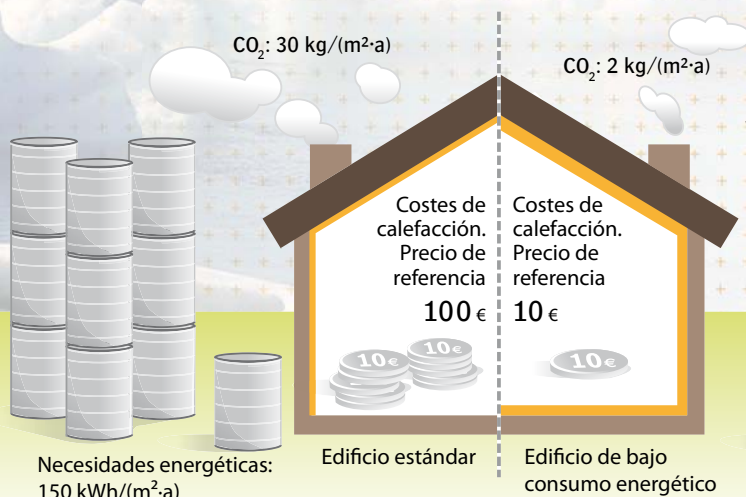 CO₂: 30 kg/(m²·a)
CO₂: 2 kg/(m²·a)
Costes de
calefacción.
Precio de
referencia
100 €
Costes de
calefacción.
Precio de
referencia
10 €
10€
10€
10€
Necesidades energéticas:
150 kWh/(m²·a)
Edificio estándar
Edificio de bajo
consumo energético